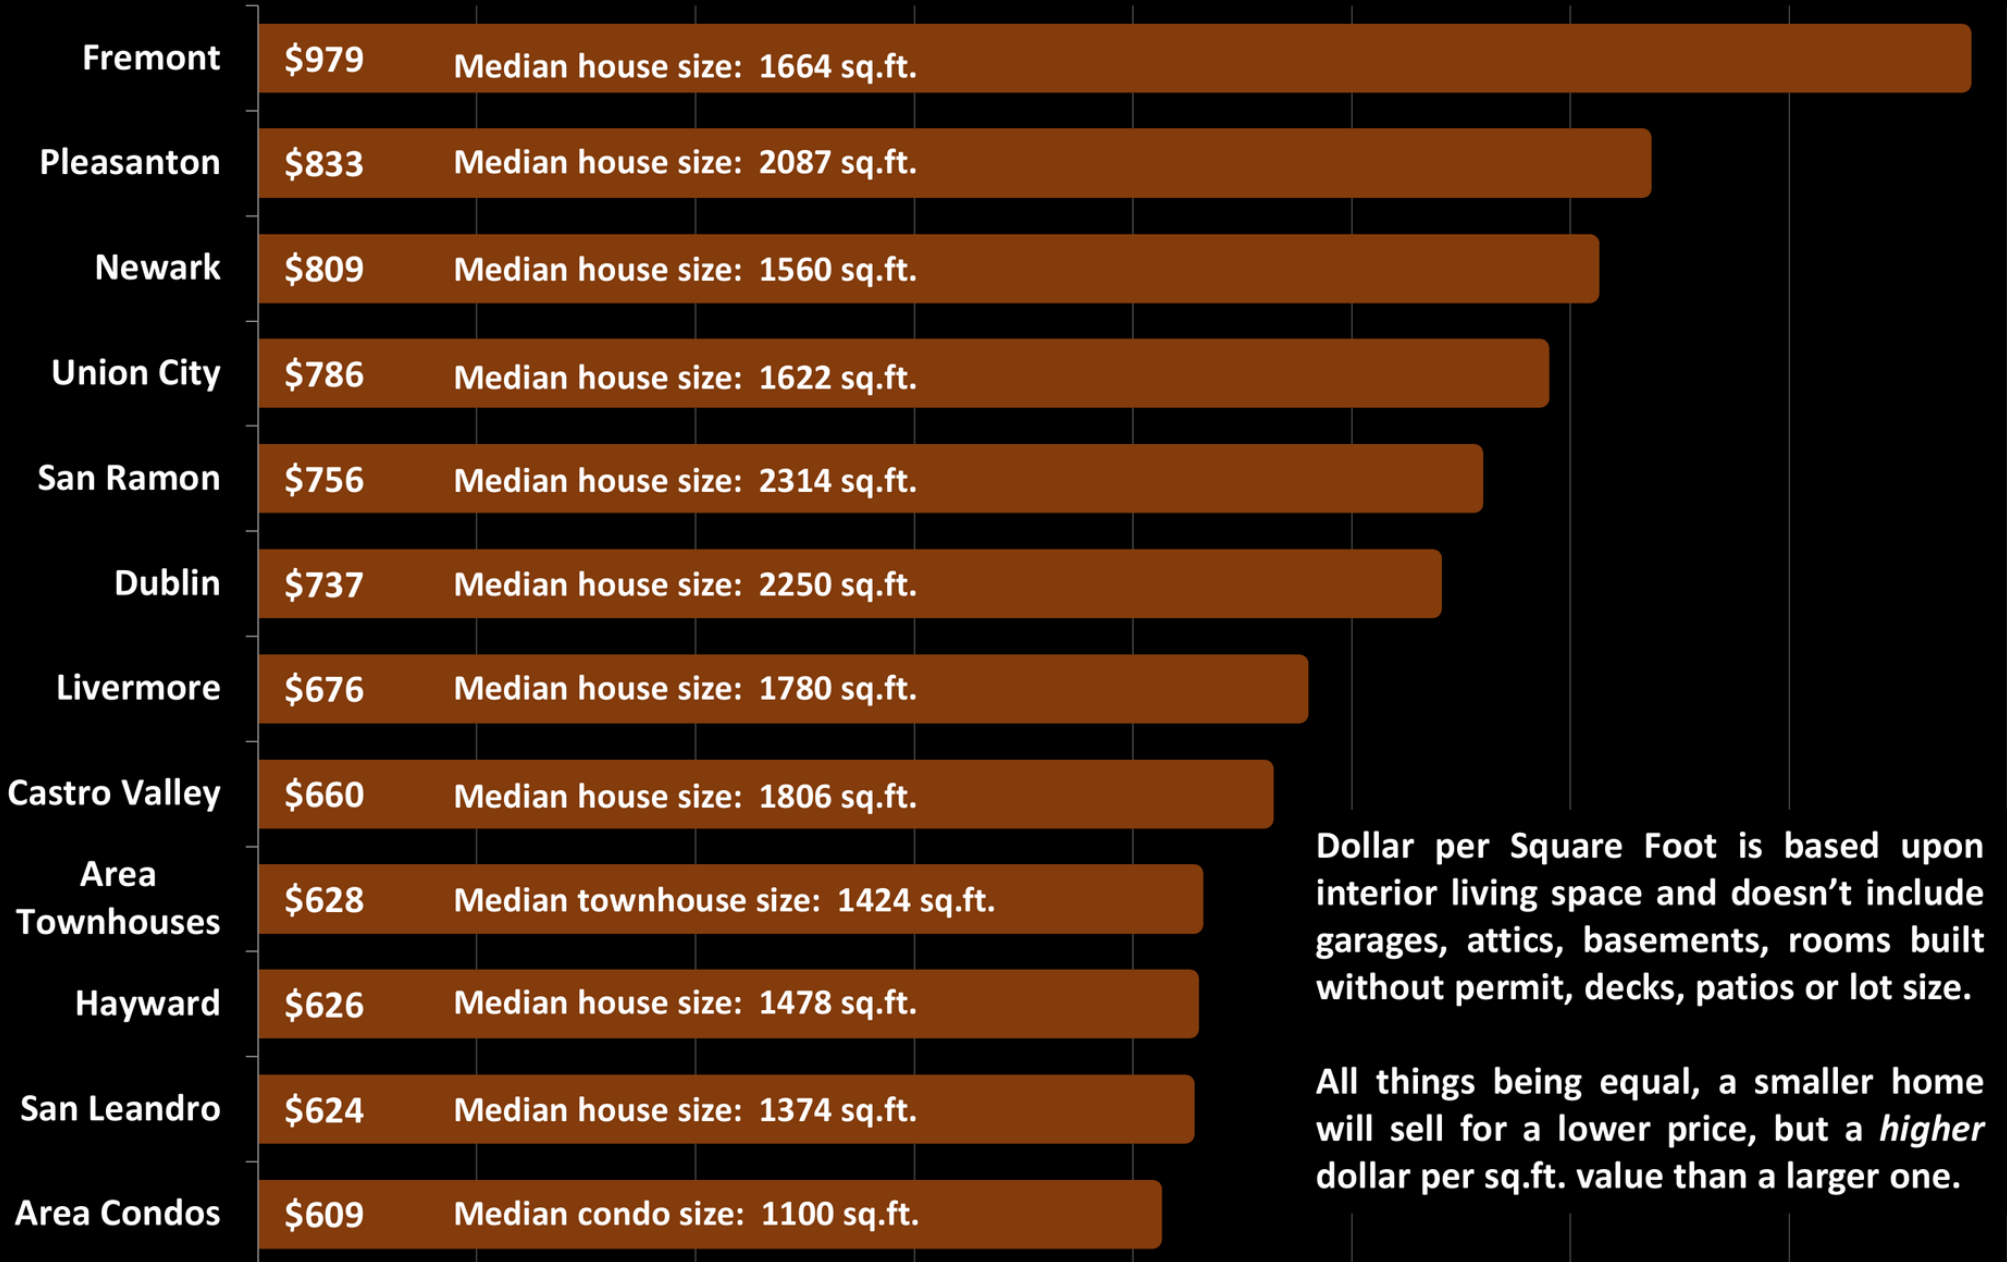 Fremont $979 Median house size: 1664 sq.ft.
Pleasanton $833 Median house size: 2087 sq.ft.
Newark $809 Median house size: 1560 sq.ft.
Union City $786 Median house size: 1622 sq.ft.
San Ramon $756 Median house size: 2314 sq.ft.
Dublin $737 Median house size: 2250 sq.ft.
Livermore $676 Median house size: 1780 sq.ft.
Castro Valley $660 Median house size: 1806 sq.ft.
Area
Townhouses $628 Median townhouse size: 1424 sq.ft.
Hayward $626 Median house size: 1478 sq.ft.
San Leandro $624 Median house size: 1374 sq.ft.
Area Condos $609 Median condo size: 1100 sq.ft.
Dollar per Square Foot is based upon
interior living space and doesn’t include
garages, attics, basements, rooms built
without permit, decks, patios or lot size.
All things being equal, a smaller home
will sell for a lower price, but a higher
dollar per sq.ft. value than a larger one.